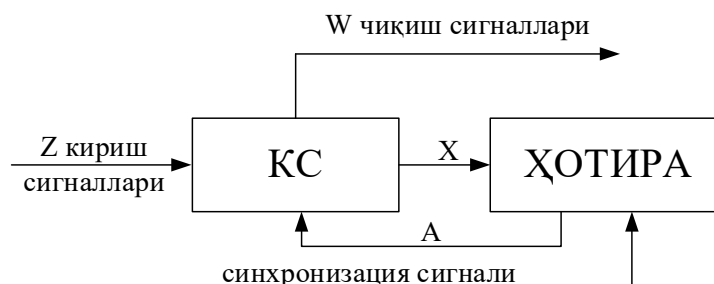 W чиқиш сигналлари
Z кириш
сигналлари
КС
X
ҲОТИРА
A
синхронизация сигнали